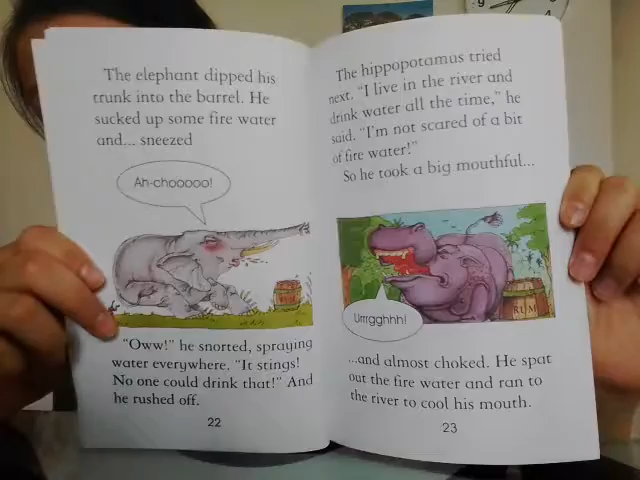 The elephant dipped his
trunk into the barrel. He
sucked up some fire water
and... sneezed
Ah-chooooo!
"Oww!" he snorted, spraying
water everywhere. "It stings!
No one could drink that!" And
he rushed off.
22
The hippopotamus tried
next. "I live in the river and
drink water all the time," he
said. "I'm not scared of a bit
of fire water!"
So he took a big mouthful...
RUM
Urrrgghhh!
...and almost choked. He spat
out the fire water and ran to
the river to cool his mouth.
23